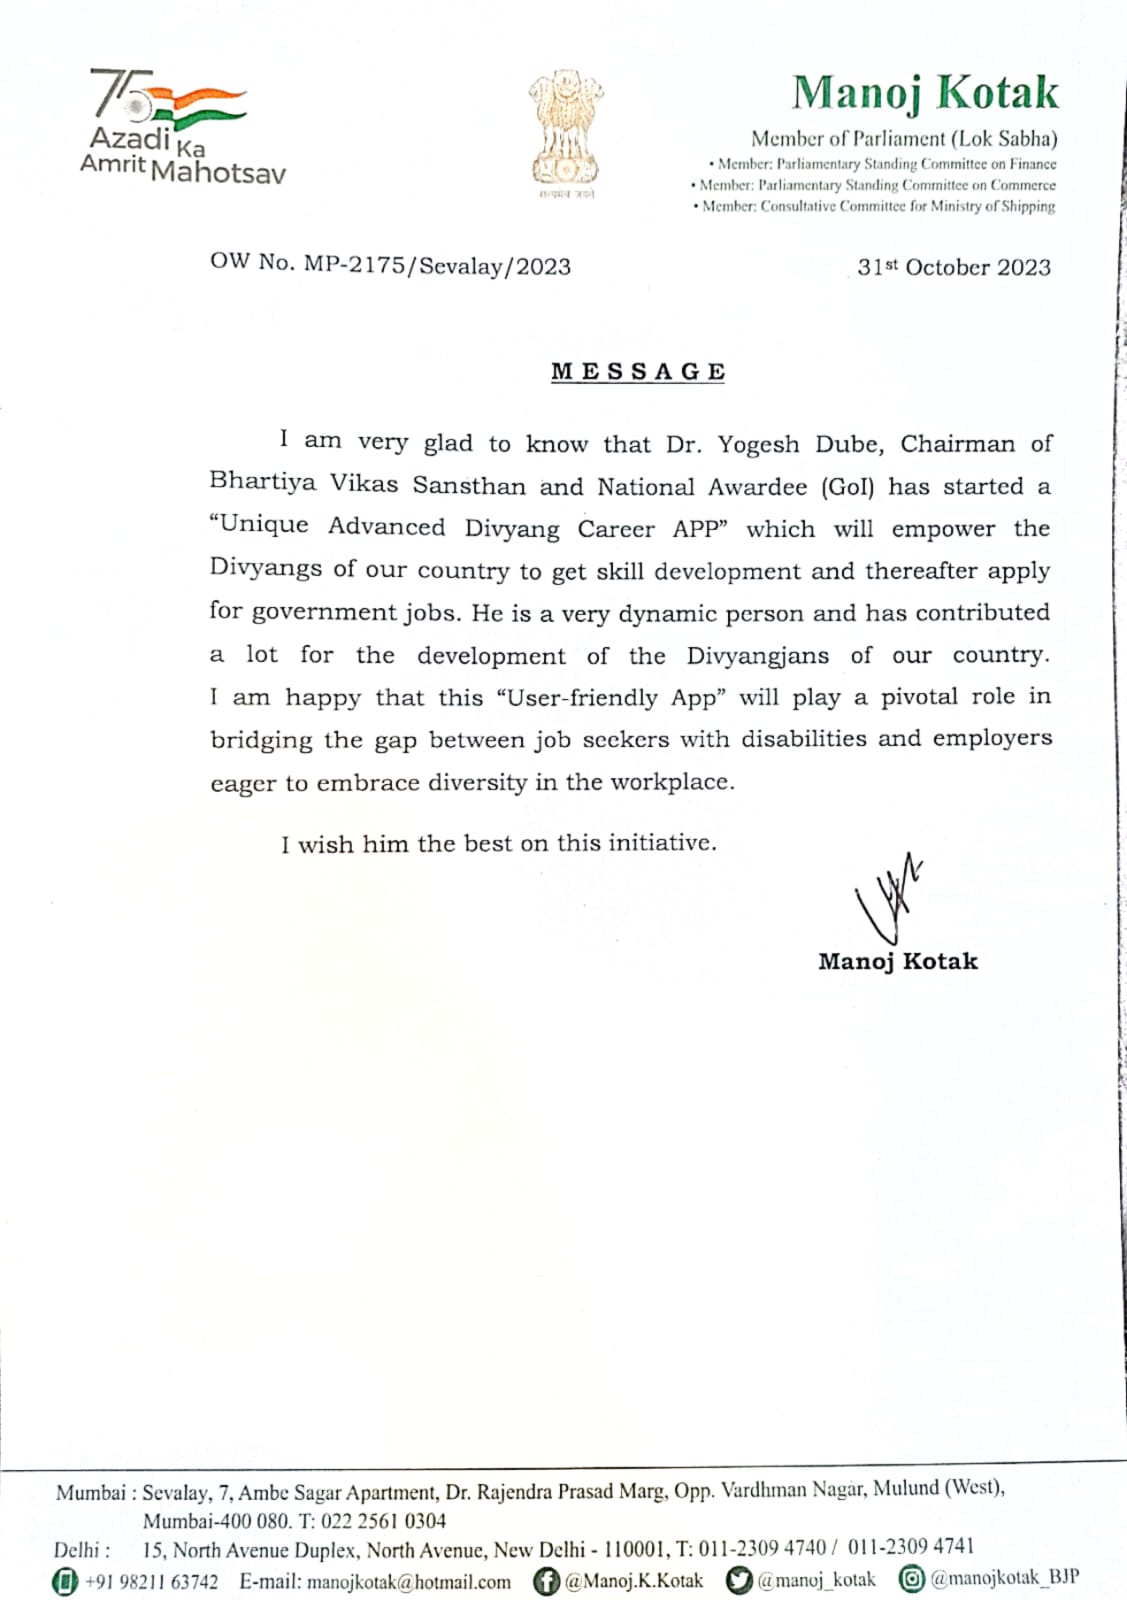 75
Azadi Ka
Amrit Mahotsav
सत्यमेव जयते
Manoj Kotak
Member of Parliament (Lok Sabha)
• Member: Parliamentary Standing Committee on Finance
• Member: Parliamentary Standing Committee on Commerce
• Member: Consultative Committee for Ministry of Shipping
OW No. MP-2175/Sevalay/2023
31st October 2023
MESSAGE
I am very glad to know that Dr. Yogesh Dube, Chairman of
Bhartiya Vikas Sansthan and National Awardee (GoI) has started a
“Unique Advanced Divyang Career APP” which will empower the
Divyangs of our country to get skill development and thereafter apply
for government jobs. He is a very dynamic person and has contributed
a lot for the development of the Divyangjans of our country.
I am happy that this “User-friendly App” will play a pivotal role in
bridging the gap between job seekers with disabilities and employers
eager to embrace diversity in the workplace.
I wish him the best on this initiative.
Manoj Kotak
Mumbai : Sevalay, 7, Ambe Sagar Apartment, Dr. Rajendra Prasad Marg, Opp. Vardhman Nagar, Mulund (West),
Mumbai-400 080. T: 022 2561 0304
Delhi : 15, North Avenue Duplex, North Avenue, New Delhi - 110001, T: 011-2309 4740 / 011-2309 4741
+91 98211 63742 E-mail: manojkotak@hotmail.com @Manoj.K.Kotak @manoj_kotak @manojkotak_BJP